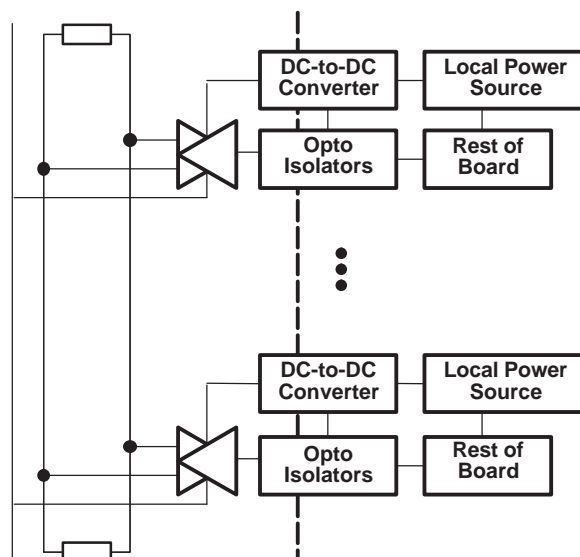 DC-to-DC
Converter
Local Power
Source
Opto
Isolators
Rest of
Board
DC-to-DC
Converter
Local Power
Source
Opto
Isolators
Rest of
Board